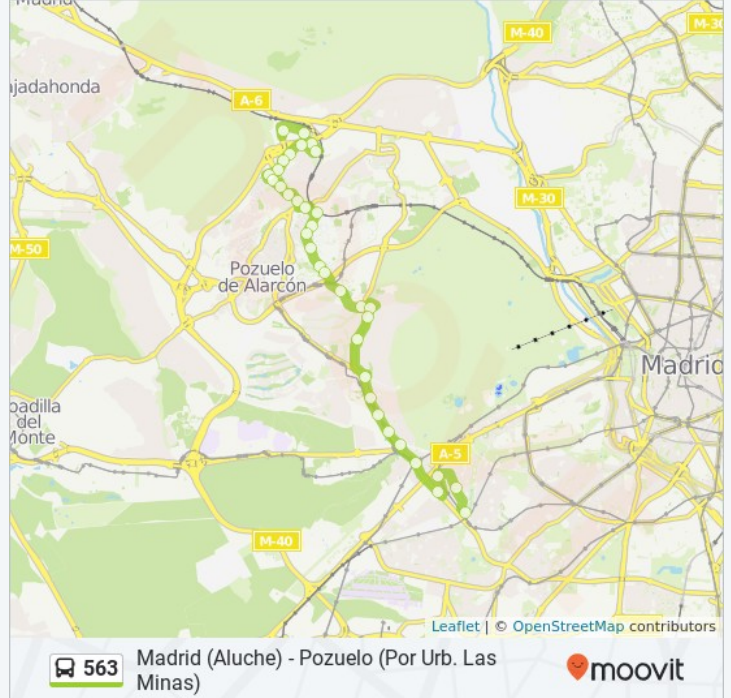 M-40
M-30
ajadahonda
A-6
M-30
M-50
Pozuelo
de Alarcón
Madrid
oadilla
del
Monte
A-5
M-40
Leaflet | © OpenStreetMap contributors
563
Madrid (Aluche) - Pozuelo (Por Urb. Las
Minas)
moovit